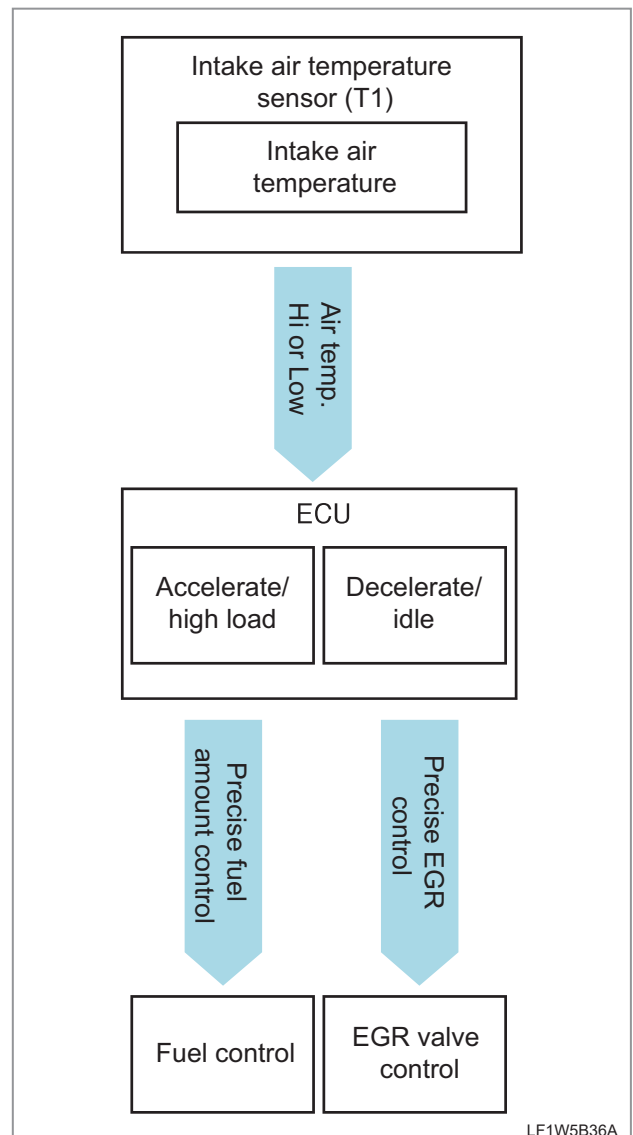 Intake air temperature
sensor (T1)
Intake air
temperature
Air temp.
Hi or Low
ECU
Accelerate/
high load
Decelerate/
idle
Precise fuel
amount control
Precise EGR
control
Fuel control
EGR valve
control
LF1W5B36A